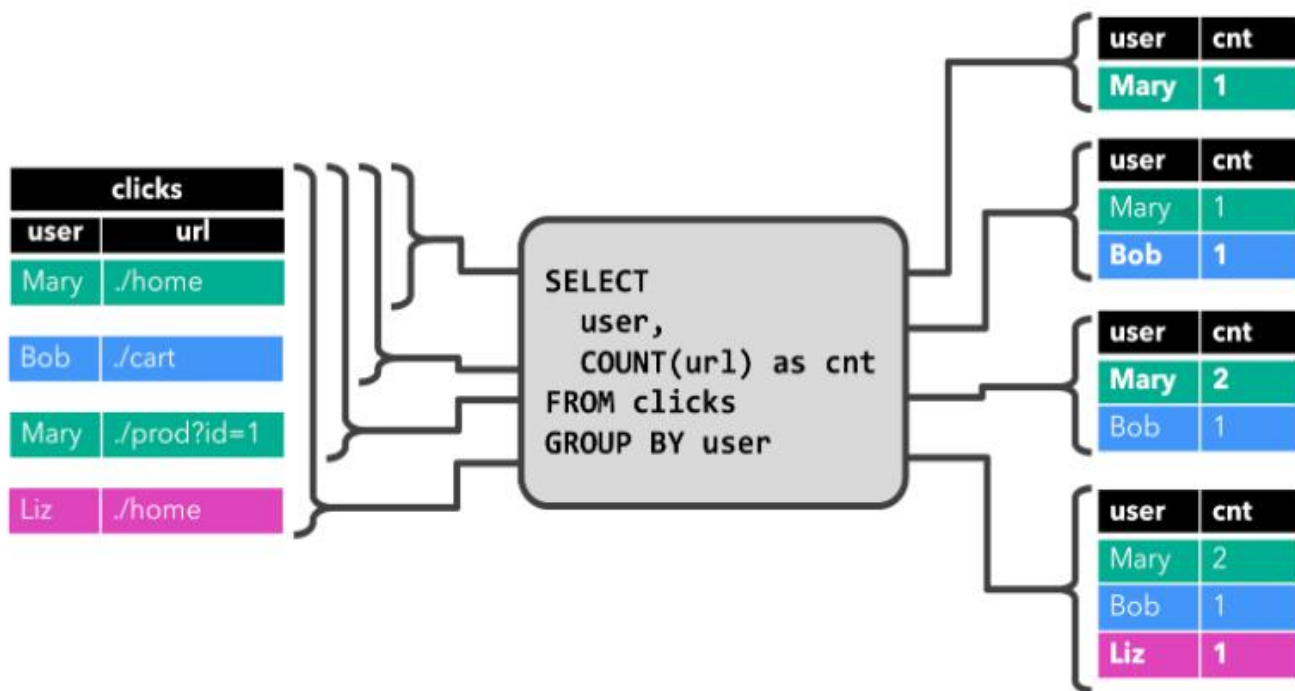 clicks
user url
Mary ./home
Bob ./cart
Mary ./prod?id=1
Liz ./home
SELECT
user,
COUNT(url) as cnt
FROM clicks
GROUP BY user
user cnt
Mary 1
user cnt
Mary 1
Bob 1
user cnt
Mary 2
Bob 1
user cnt
Mary 2
Bob 1
Liz 1